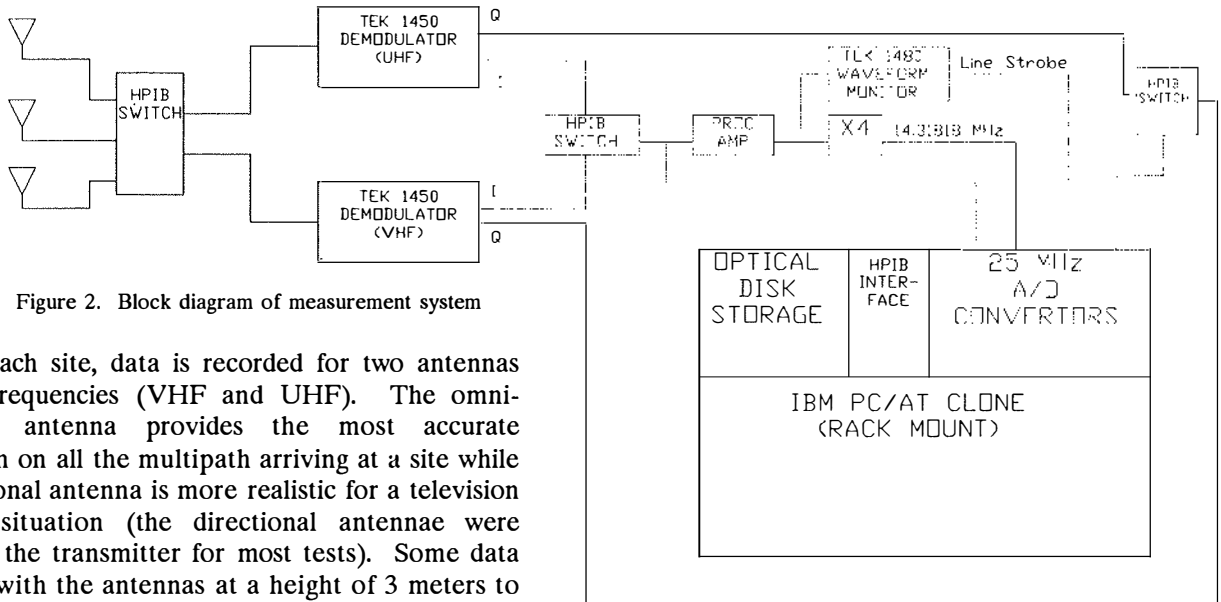 TEK 1450
DEMODULATOR
(UHF)
Q
I
HPIB
SWITCH
TEK 1480
WAVEFORM
MONITOR
Line Strobe
HPIB
SWITCH
HPIB
SWITCH
PROC
AMP
X4
14.31818 MHz
TEK 1450
DEMODULATOR
(VHF)
I
Q
OPTICAL
DISK
STORAGE
HPIB
INTER-
FACE
25 MHz
A/D
CONVERTORS
IBM PC/AT CLONE
(RACK MOUNT)
Figure 2. Block diagram of measurement system
ach site, data is recorded for two antennas
requencies (VHF and UHF). The omni-
antenna provides the most accurate
n on all the multipath arriving at a site while
onal antenna is more realistic for a television
situation (the directional antennae were
the transmitter for most tests). Some data
with the antennas at a height of 3 meters to